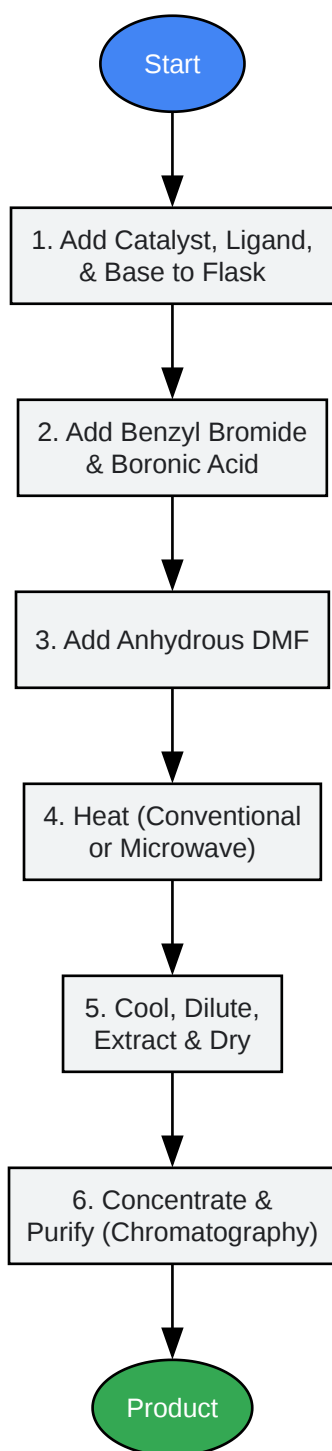 Start
1. Add Catalyst, Ligand,
& Base to Flask
2. Add Benzyl Bromide
& Boronic Acid
3. Add Anhydrous DMF
4. Heat (Conventional
or Microwave)
5. Cool, Dilute,
Extract & Dry
6. Concentrate &
Purify (Chromatography)
Product